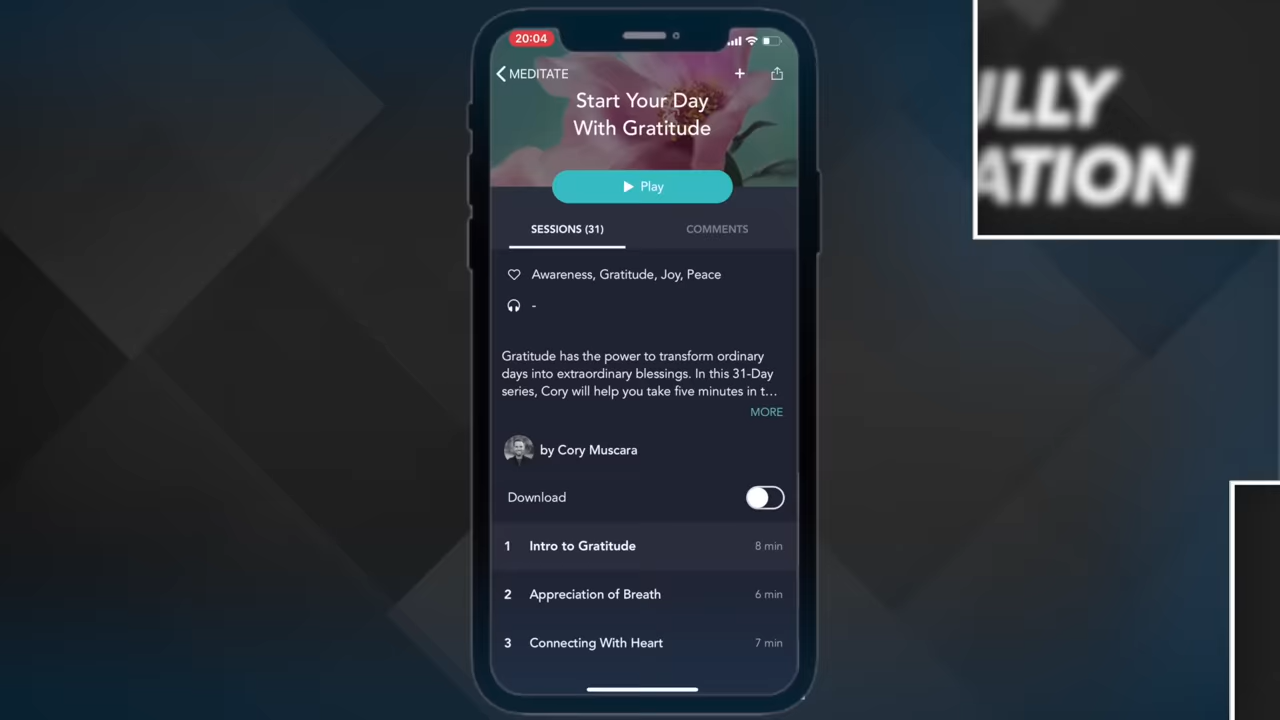 20:04
MEDITATE
Start Your Day
With Gratitude
Play
SESSIONS (31)
COMMENTS
Awareness, Gratitude, Joy, Peace
-
Gratitude has the power to transform ordinary
days into extraordinary blessings. In this 31-Day
series, Cory will help you take five minutes in t...
MORE
by Cory Muscara
Download
1 Intro to Gratitude 8 min
2 Appreciation of Breath 6 min
3 Connecting With Heart 7 min